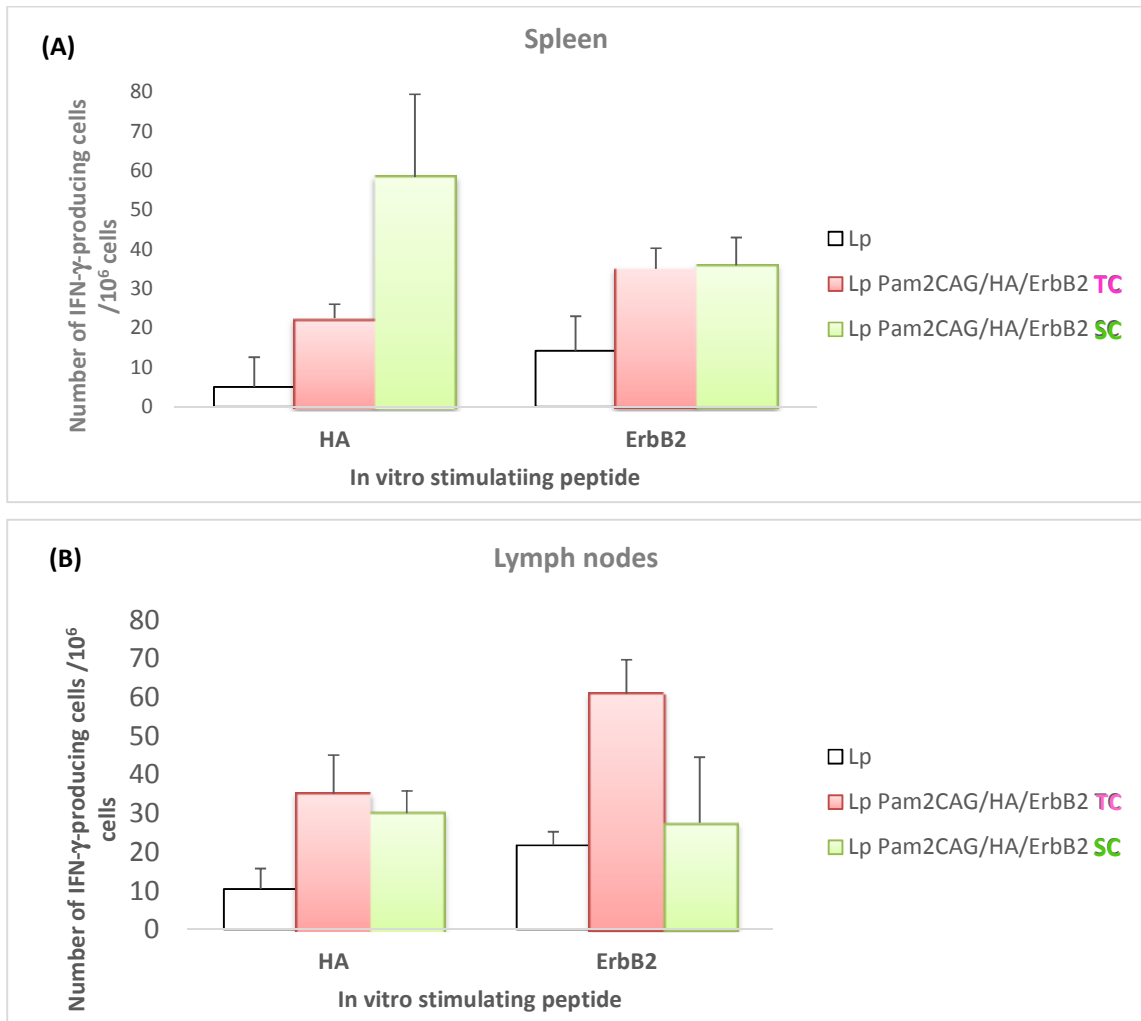 (A)
Spleen
Number of IFN-γ-producing cells
/10⁶ cells
80
70
60
50
40
30
20
10
0
HA
ErbB2
In vitro stimulatiing peptide
Lp
Lp Pam2CAG/HA/ErbB2 TC
Lp Pam2CAG/HA/ErbB2 SC
(B)
Lymph nodes
Number of IFN-γ-producing cells /10⁶
cells
80
70
60
50
40
30
20
10
0
HA
ErbB2
In vitro stimulating peptide
Lp
Lp Pam2CAG/HA/ErbB2 TC
Lp Pam2CAG/HA/ErbB2 SC